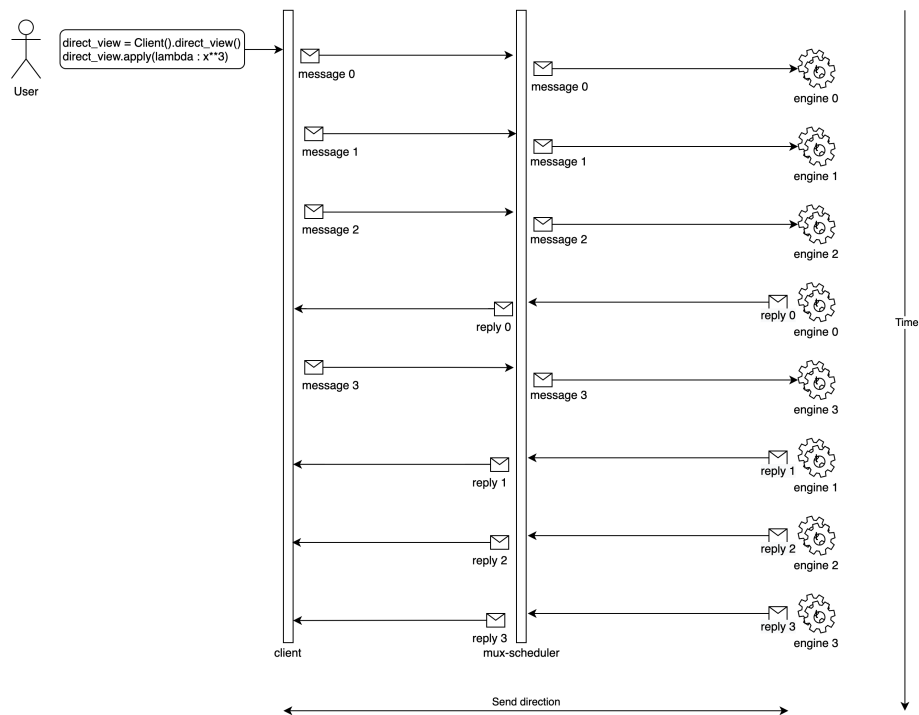 direct_view = Client().direct_view()
direct_view.apply(lambda : x**3)
User
message 0
message 0
engine 0
message 1
message 1
engine 1
message 2
message 2
engine 2
reply 0
reply 0
engine 0
Time
message 3
message 3
engine 3
reply 1
reply 1
engine 1
reply 2
reply 2
engine 2
reply 3
reply 3
engine 3
client
mux-scheduler
Send direction